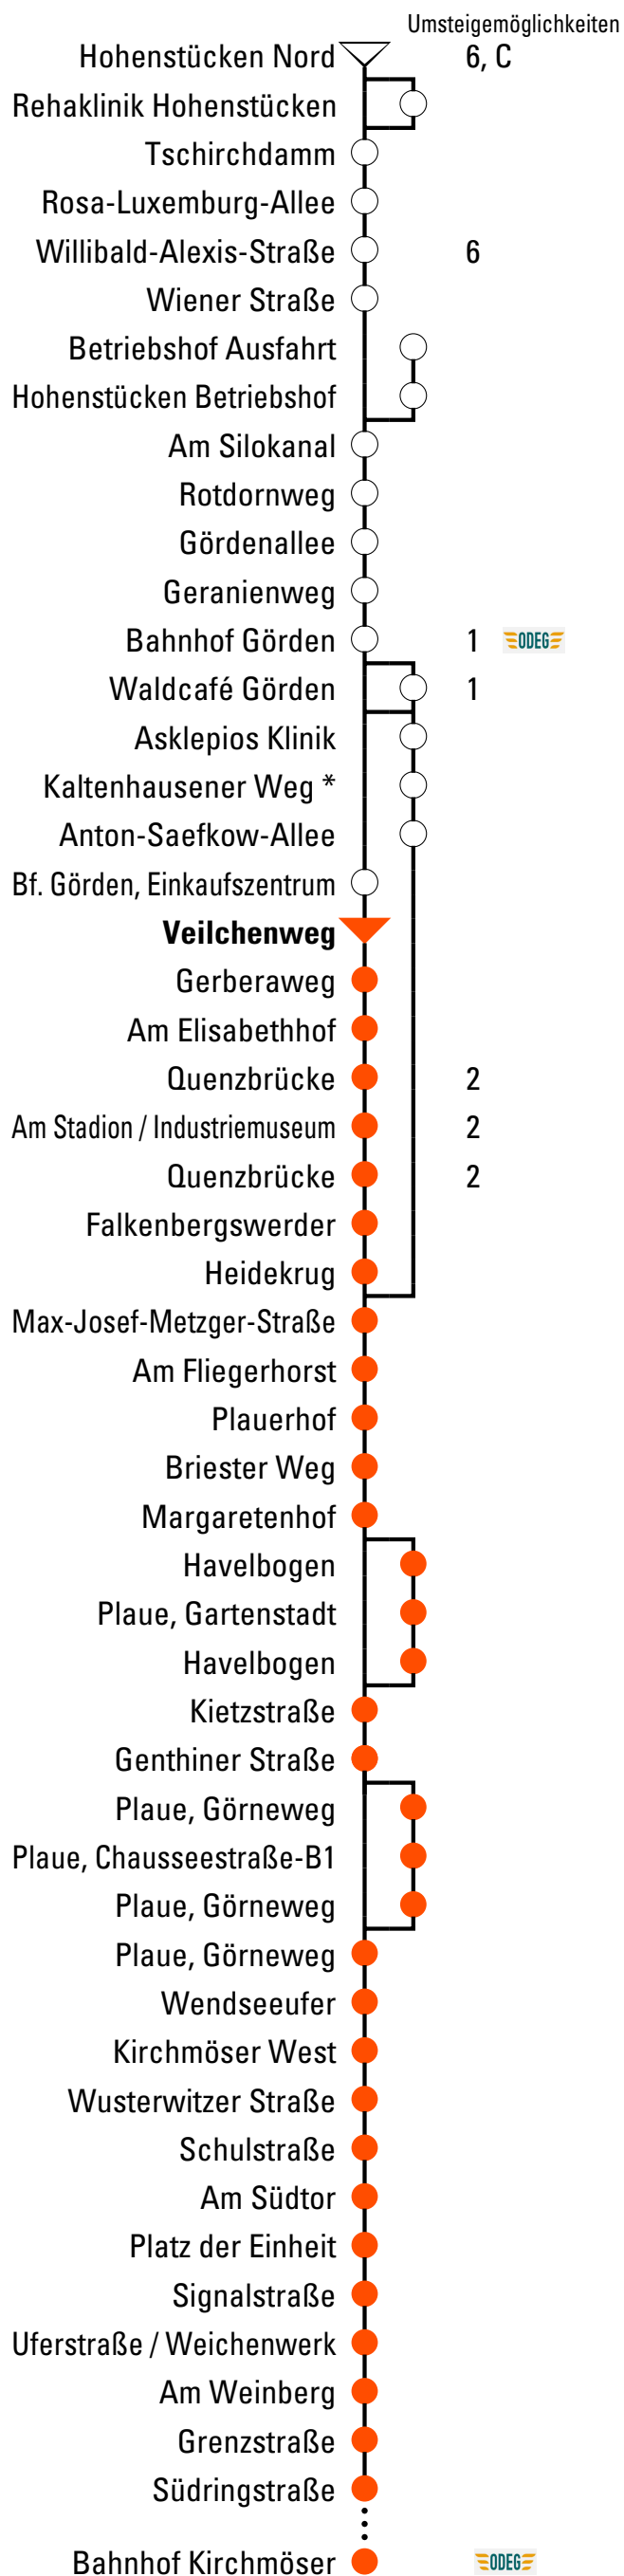 Umsteigemöglichkeiten
Hohenstücken Nord 6, C
Rehaklinik Hohenstücken
Tschirchdamm
Rosa-Luxemburg-Allee
Willibald-Alexis-Straße 6
Wiener Straße
Betriebshof Ausfahrt
Hohenstücken Betriebshof
Am Silokanal
Rotdornweg
Gördenallee
Geranienweg
Bahnhof Görden 1 ODEG
Waldcafé Görden 1
Asklepios Klinik
Kaltenhausener Weg *
Anton-Saefkow-Allee
Bf. Görden, Einkaufszentrum
Veilchenweg
Gerberaweg
Am Elisabethhof
Quenzbrücke 2
Am Stadion / Industriemuseum 2
Quenzbrücke 2
Falkenbergswerder
Heidekrug
Max-Josef-Metzger-Straße
Am Fliegerhorst
Plauerhof
Briester Weg
Margaretenhof
Havelbogen
Plaue, Gartenstadt
Havelbogen
Kietzstraße
Genthiner Straße
Plaue, Görneweg
Plaue, Chausseestraße-B1
Plaue, Görneweg
Plaue, Görneweg
Wendseeufer
Kirchmöser West
Wusterwitzer Straße
Schulstraße
Am Südtor
Platz der Einheit
Signalstraße
Uferstraße / Weichenwerk
Am Weinberg
Grenzstraße
Südringstraße
Bahnhof Kirchmöser ODEG